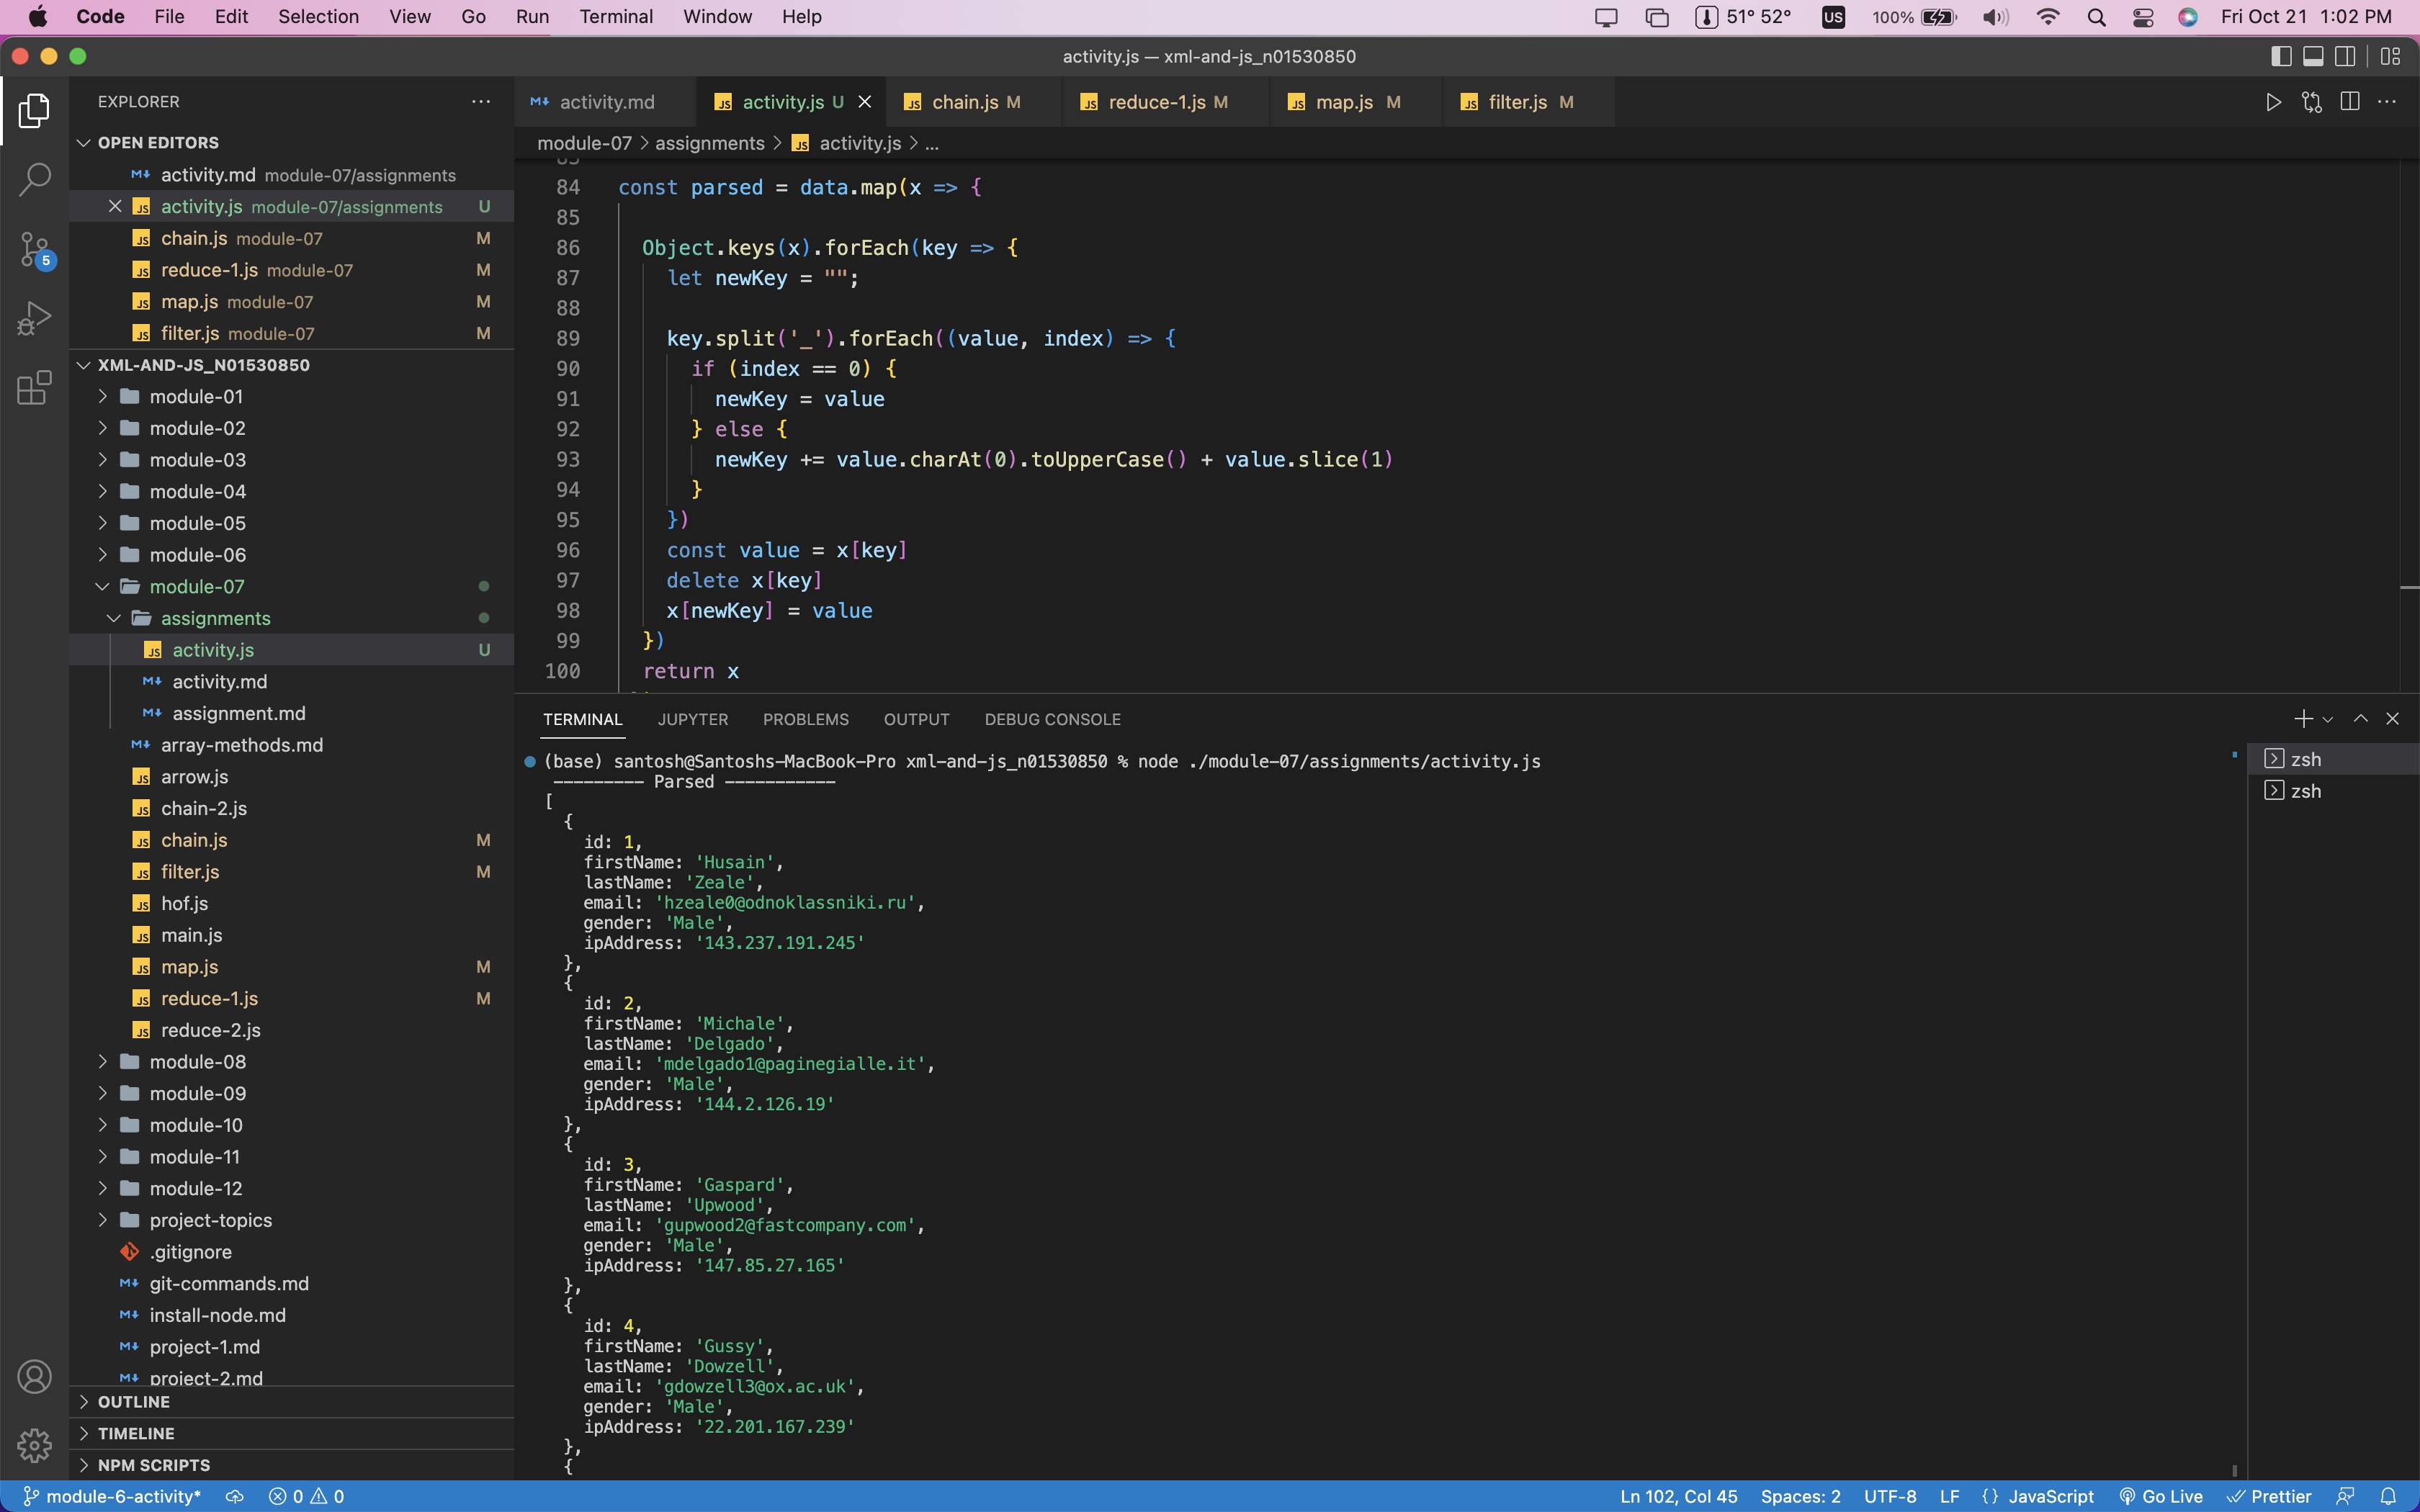 Code File Edit Selection View Go Run Terminal Window Help 51° 52° US 100% Fri Oct 21 1:02 PM
activity.js — xml-and-js_n01530850
EXPLORER
OPEN EDITORS
activity.md module-07/assignments
activity.js module-07/assignments U
chain.js module-07 M
reduce-1.js module-07 M
map.js module-07 M
filter.js module-07 M
XML-AND-JS_N01530850
module-01
module-02
module-03
module-04
module-05
module-06
module-07
assignments
activity.js U
activity.md
assignment.md
array-methods.md
arrow.js
chain-2.js
chain.js M
filter.js M
hof.js
main.js
map.js M
reduce-1.js M
reduce-2.js
module-08
module-09
module-10
module-11
module-12
project-topics
.gitignore
git-commands.md
install-node.md
project-1.md
project-2.md
OUTLINE
TIMELINE
NPM SCRIPTS
5
activity.md activity.js U chain.js M reduce-1.js M map.js M filter.js M
module-07 > assignments > activity.js > ...
83
84 const parsed = data.map(x => {
85
86 Object.keys(x).forEach(key => {
87 let newKey = "";
88
89 key.split('_').forEach((value, index) => {
90 if (index == 0) {
91 newKey = value
92 } else {
93 newKey += value.charAt(0).toUpperCase() + value.slice(1)
94 }
95 })
96 const value = x[key]
97 delete x[key]
98 x[newKey] = value
99 })
100 return x
TERMINAL JUPYTER PROBLEMS OUTPUT DEBUG CONSOLE
(base) santosh@Santoshs-MacBook-Pro xml-and-js_n01530850 % node ./module-07/assignments/activity.js
--------- Parsed -----------
[
{
id: 1,
firstName: 'Husain',
lastName: 'Zeale',
email: 'hzeale0@odnoklassniki.ru',
gender: 'Male',
ipAddress: '143.237.191.245'
},
{
id: 2,
firstName: 'Michale',
lastName: 'Delgado',
email: 'mdelgado1@paginegialle.it',
gender: 'Male',
ipAddress: '144.2.126.19'
},
{
id: 3,
firstName: 'Gaspard',
lastName: 'Upwood',
email: 'gupwood2@fastcompany.com',
gender: 'Male',
ipAddress: '147.85.27.165'
},
{
id: 4,
firstName: 'Gussy',
lastName: 'Dowzell',
email: 'gdowzell3@ox.ac.uk',
gender: 'Male',
ipAddress: '22.201.167.239'
},
{
zsh
zsh
module-6-activity* 0 0 Ln 102, Col 45 Spaces: 2 UTF-8 LF {} JavaScript Go Live Prettier